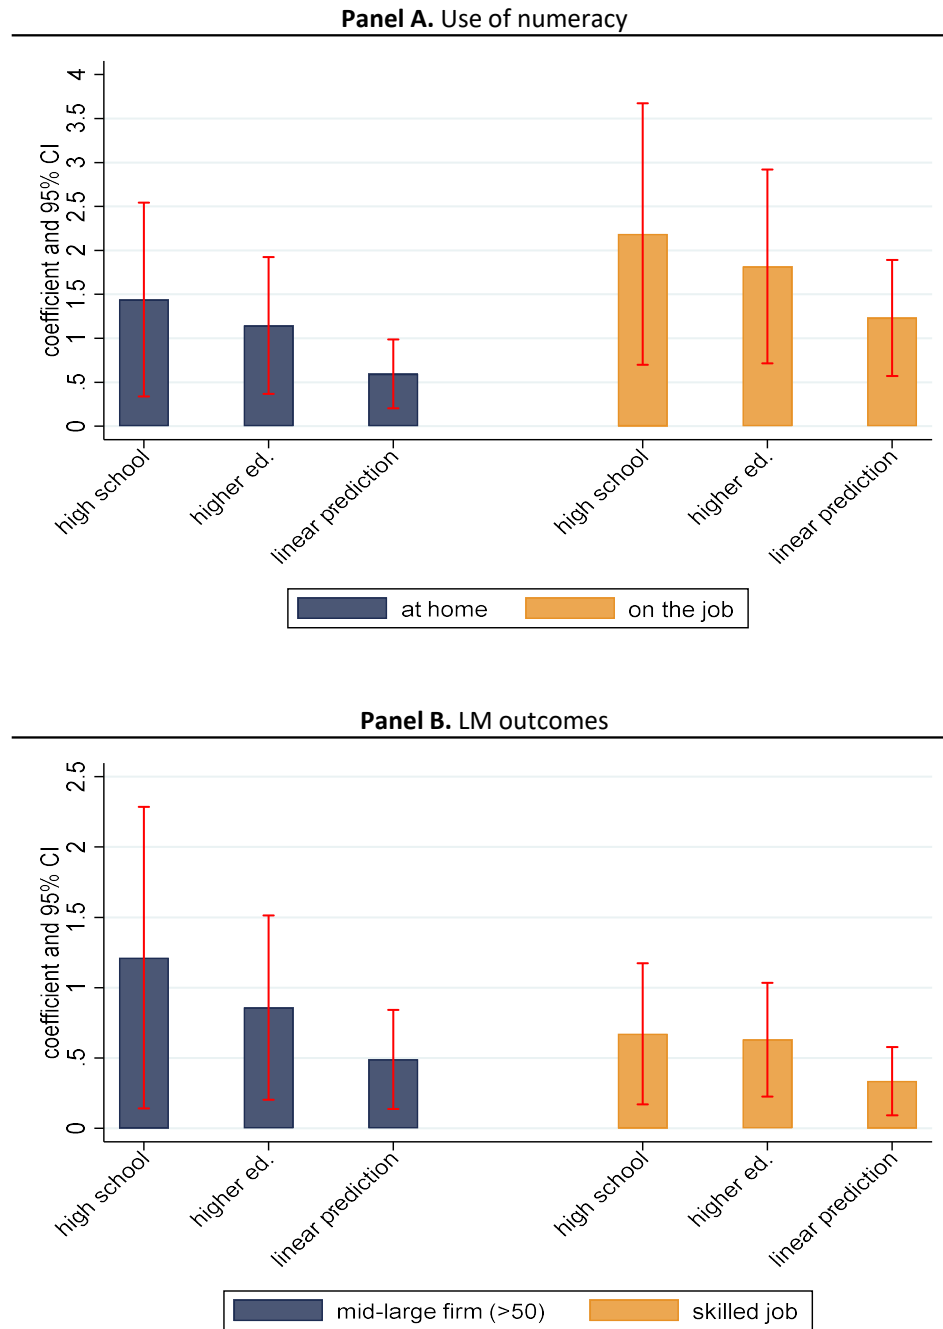 Panel A. Use of numeracy
coefficient and 95% CI
4
3.5
3
2.5
2
1.5
1
.5
0
high school
higher ed.
linear prediction
high school
higher ed.
linear prediction
at home
on the job
Panel B. LM outcomes
coefficient and 95% CI
2.5
2
1.5
1
.5
0
high school
higher ed.
linear prediction
high school
higher ed.
linear prediction
mid-large firm (>50)
skilled job